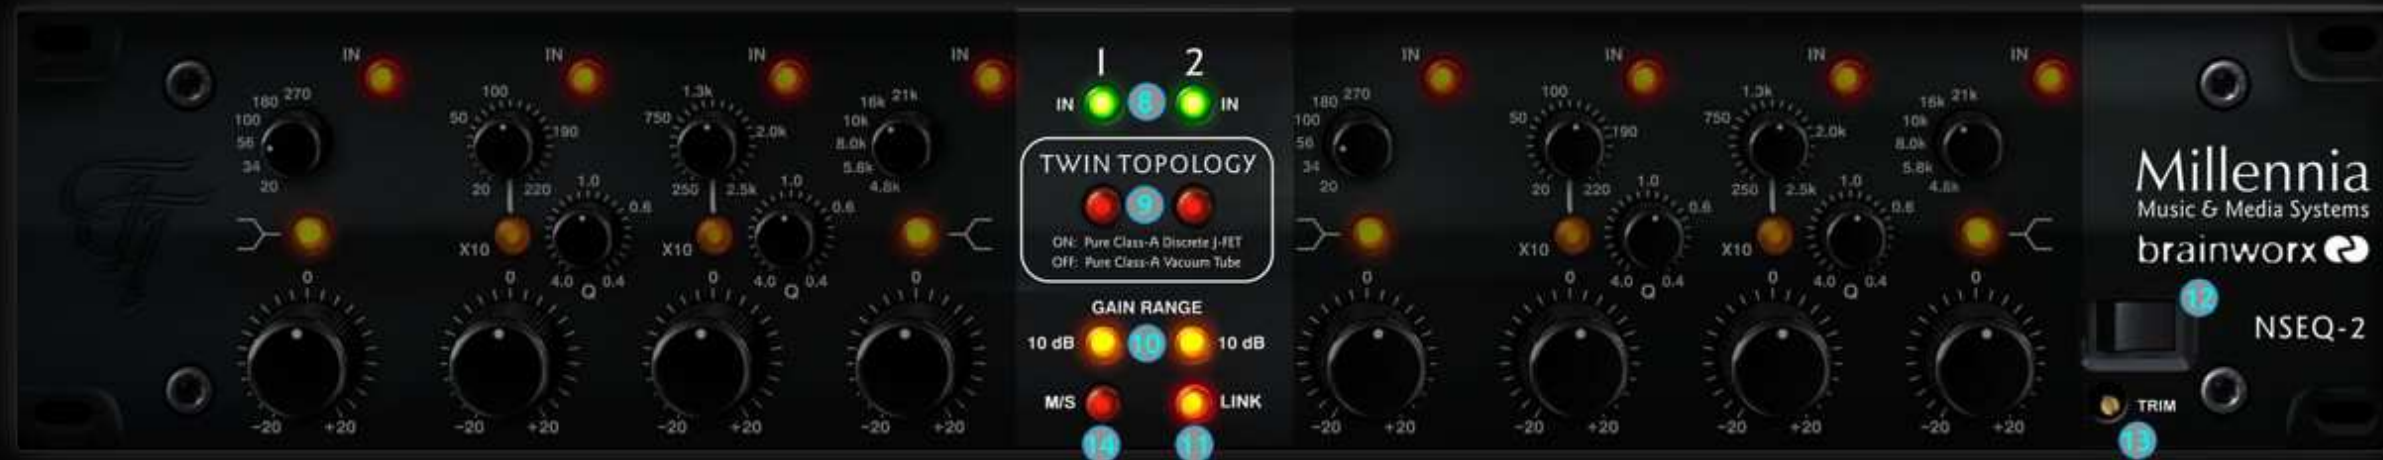 IN IN IN IN
180 270
100
56
34
20
100
50 190
20 220
X10
1.0
0.6
4.0 Q 0.4
1.3k
750 2.0k
250 2.5k
X10
1.0
0.6
4.0 Q 0.4
16k 21k
10k
8.0k
5.6k
4.8k
0 0 0 0
-20 +20 -20 +20 -20 +20 -20 +20
1 2
IN 8 IN
TWIN TOPOLOGY
9
ON: Pure Class-A Discrete J-FET
OFF: Pure Class-A Vacuum Tube
GAIN RANGE
10 dB 10 10 dB
M/S LINK
14 11
IN IN IN IN
180 270
100
56
34
20
100
50 190
20 220
X10
1.0
0.6
4.0 Q 0.4
1.3k
750 2.0k
250 2.5k
X10
1.0
0.6
4.0 Q 0.4
16k 21k
10k
8.0k
5.6k
4.8k
0 0 0 0
-20 +20 -20 +20 -20 +20 -20 +20
Millennia
Music & Media Systems
brainworx
12
NSEQ-2
TRIM
13